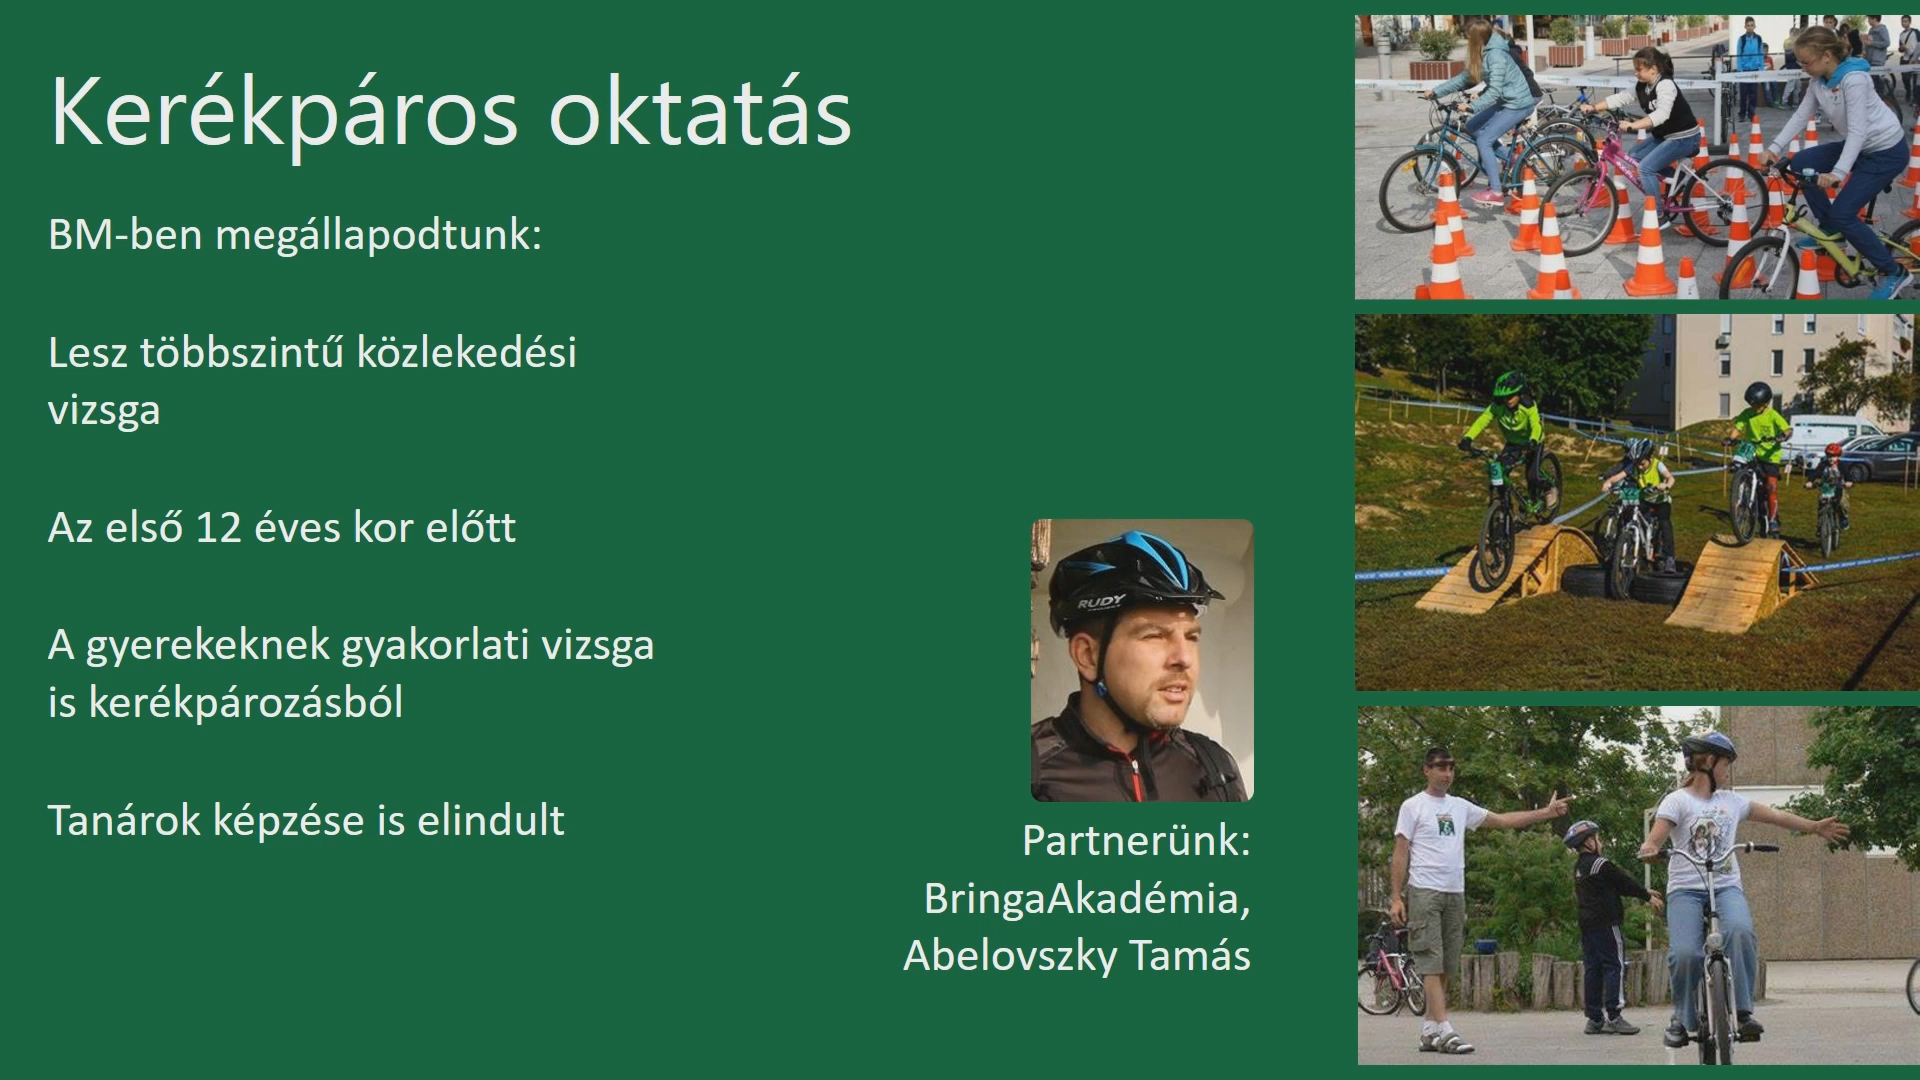 Kerékpáros oktatás
BM-ben megállapodtunk:
Lesz többszintű közlekedési
vizsga
Az első 12 éves kor előtt
A gyerekeknek gyakorlati vizsga
is kerékpározásból
Tanárok képzése is elindult
RUDY
Partnerünk:
BringaAkadémia,
Abelovszky Tamás